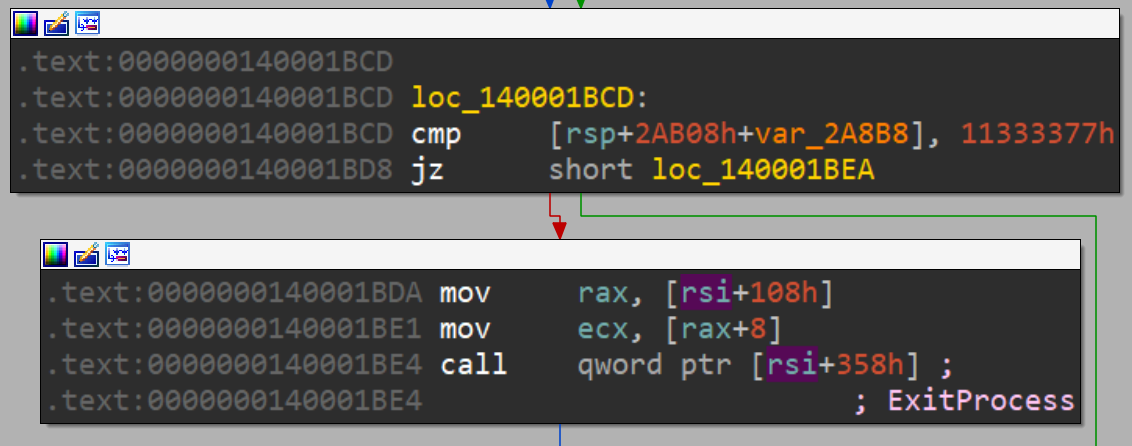 .text:0000000140001BCD
.text:0000000140001BCD loc_140001BCD:
.text:0000000140001BCD cmp [rsp+2AB08h+var_2A8B8], 11333377h
.text:0000000140001BD8 jz short loc_140001BEA
.text:0000000140001BDA mov rax, [rsi+108h]
.text:0000000140001BE1 mov ecx, [rax+8]
.text:0000000140001BE4 call qword ptr [rsi+358h] ;
.text:0000000140001BE4 ; ExitProcess